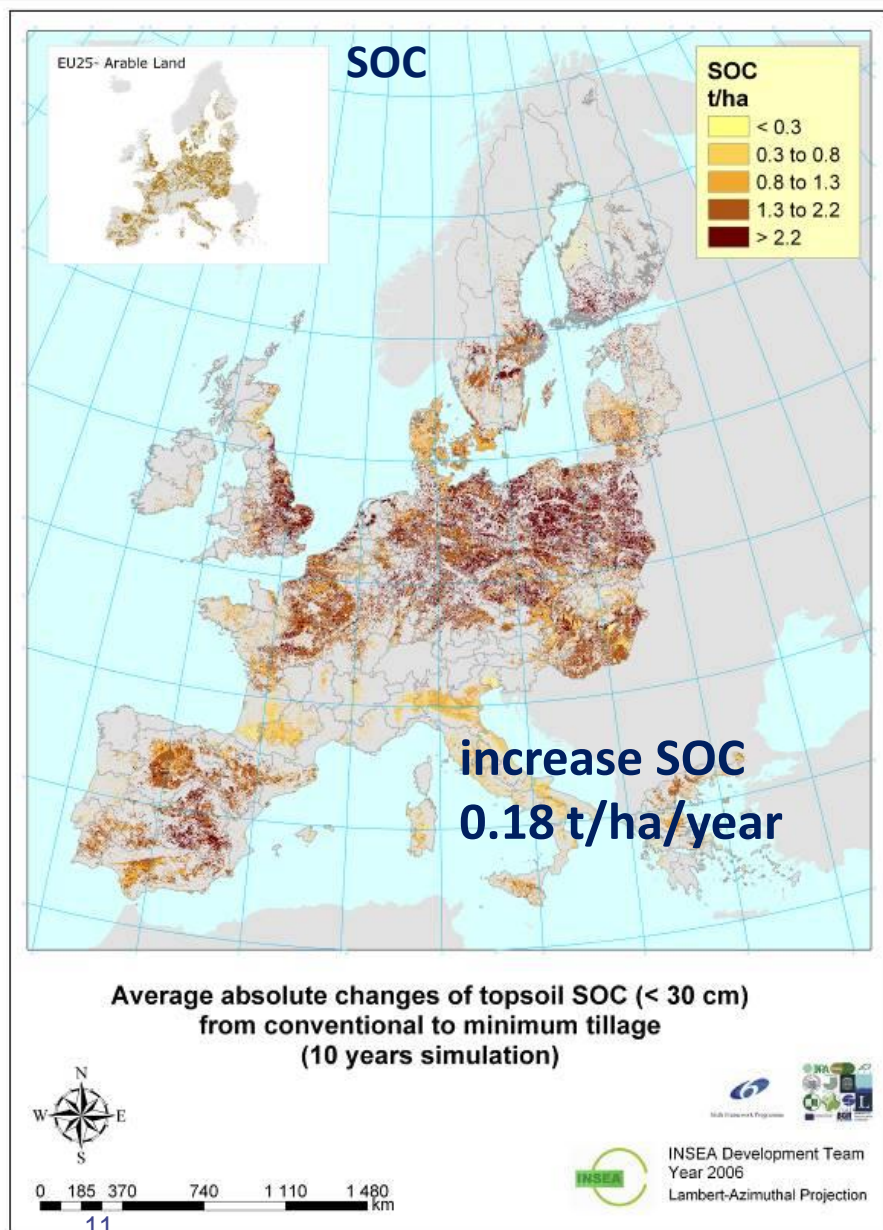 EU25- Arable Land
SOC
SOC
t/ha
< 0.3
0.3 to 0.8
0.8 to 1.3
1.3 to 2.2
> 2.2
increase SOC
0.18 t/ha/year
Average absolute changes of topsoil SOC (< 30 cm)
from conventional to minimum tillage
(10 years simulation)
N
W E
S
0 185 370 740 1 110 1 480
km
Sixth Framework Programme
INSEA
INSEA Development Team
Year 2006
Lambert-Azimuthal Projection
11